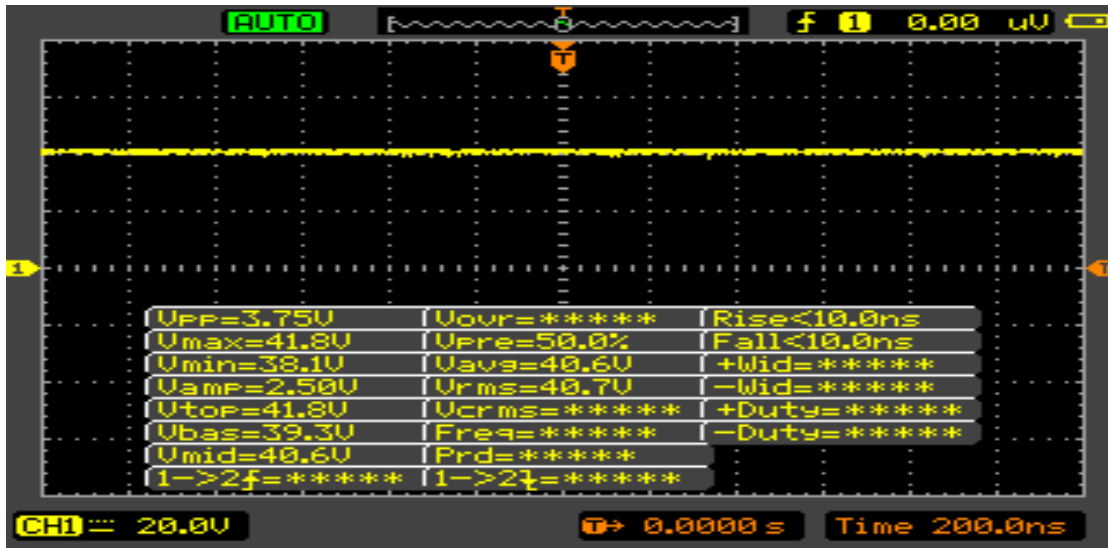 AUTO T 1 0.00 uV
T
1 T
Vpp=3.75V Vovr=***** Rise<10.0ns
Vmax=41.8V Vpre=50.0% Fall<10.0ns
Vmin=38.1V Vavg=40.6V +Wid=*****
Vamp=2.50V Vrms=40.7V -Wid=*****
Vtop=41.8V Vcrms=***** +Duty=*****
Vbas=39.3V Freq=***** -Duty=*****
Vmid=40.6V Prd=*****
1->2=***** 1->2=*****
CH1 20.0V T 0.0000 s Time 200.0ns